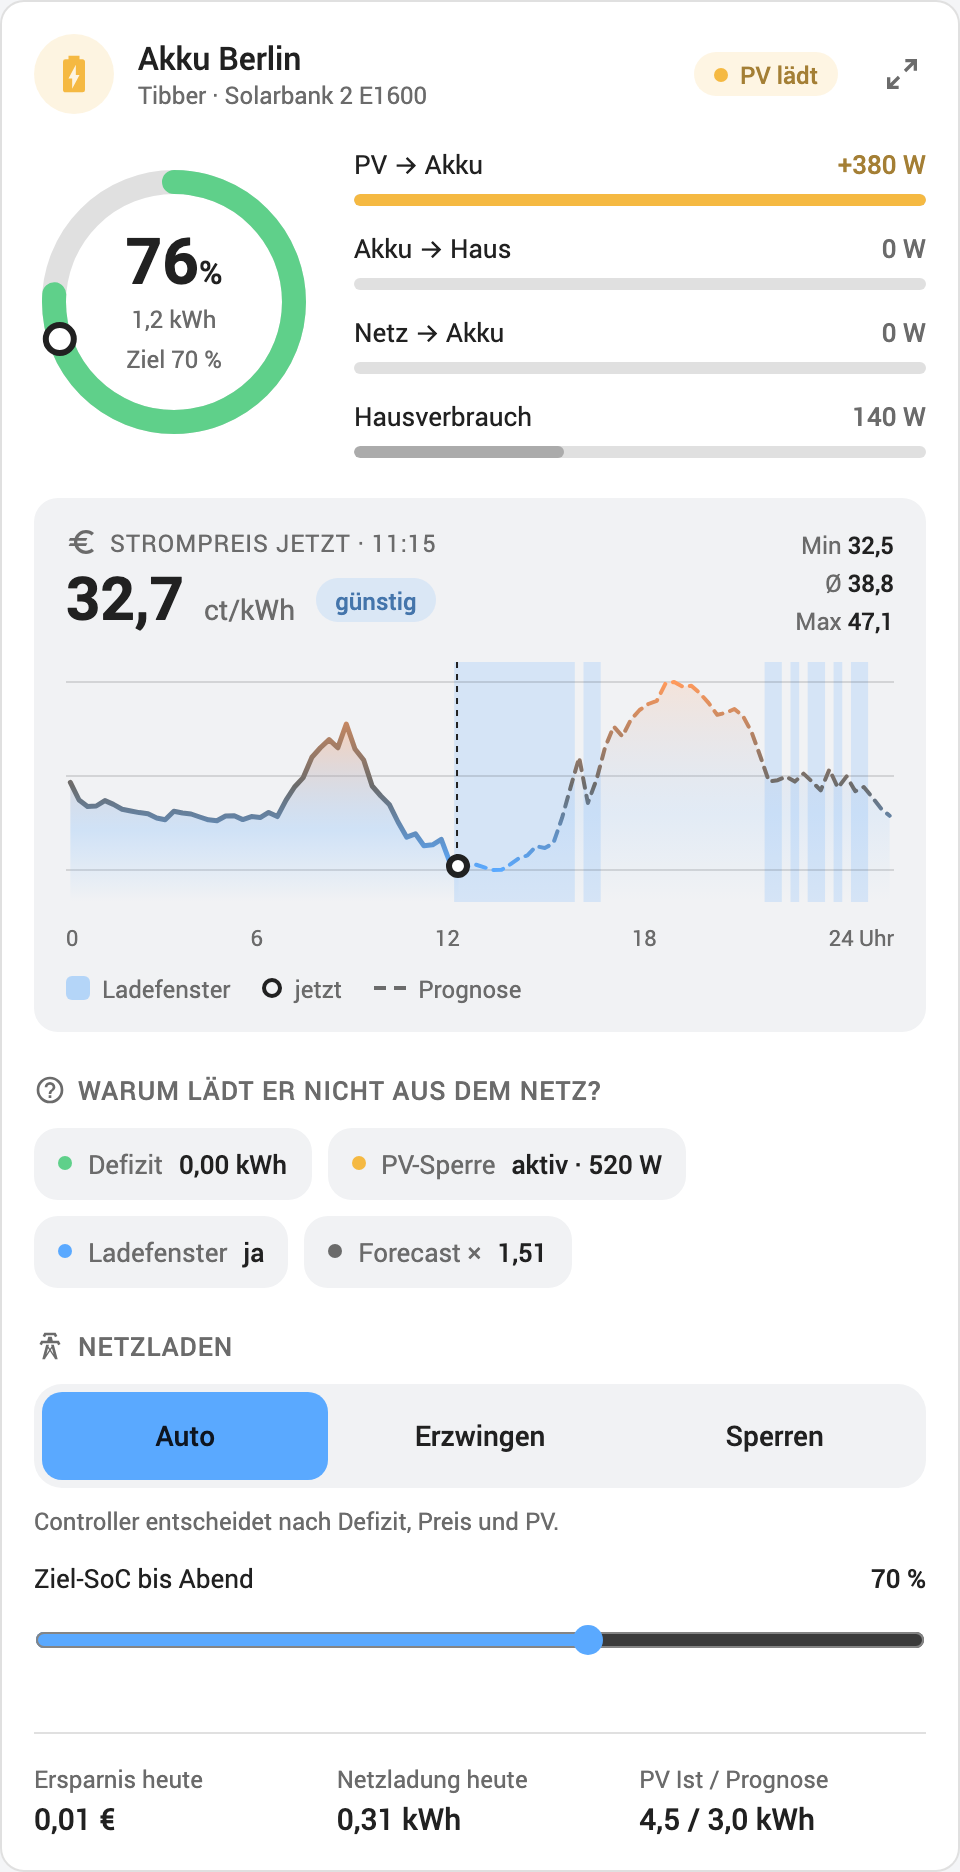 Akku Berlin
Tibber · Solarbank 2 E1600
PV lädt
76%
1,2 kWh
Ziel 70 %
PV → Akku +380 W
Akku → Haus 0 W
Netz → Akku 0 W
Hausverbrauch 140 W
€ STROMPREIS JETZT · 11:15
32,7 ct/kWh günstig
Min 32,5
Ø 38,8
Max 47,1
0 6 12 18 24 Uhr
Ladefenster jetzt Prognose
WARUM LÄDT ER NICHT AUS DEM NETZ?
Defizit 0,00 kWh
PV-Sperre aktiv · 520 W
Ladefenster ja
Forecast × 1,51
NETZLADEN
Auto Erzwingen Sperren
Controller entscheidet nach Defizit, Preis und PV.
Ziel-SoC bis Abend 70 %
Ersparnis heute
0,01 €
Netzladung heute
0,31 kWh
PV Ist / Prognose
4,5 / 3,0 kWh